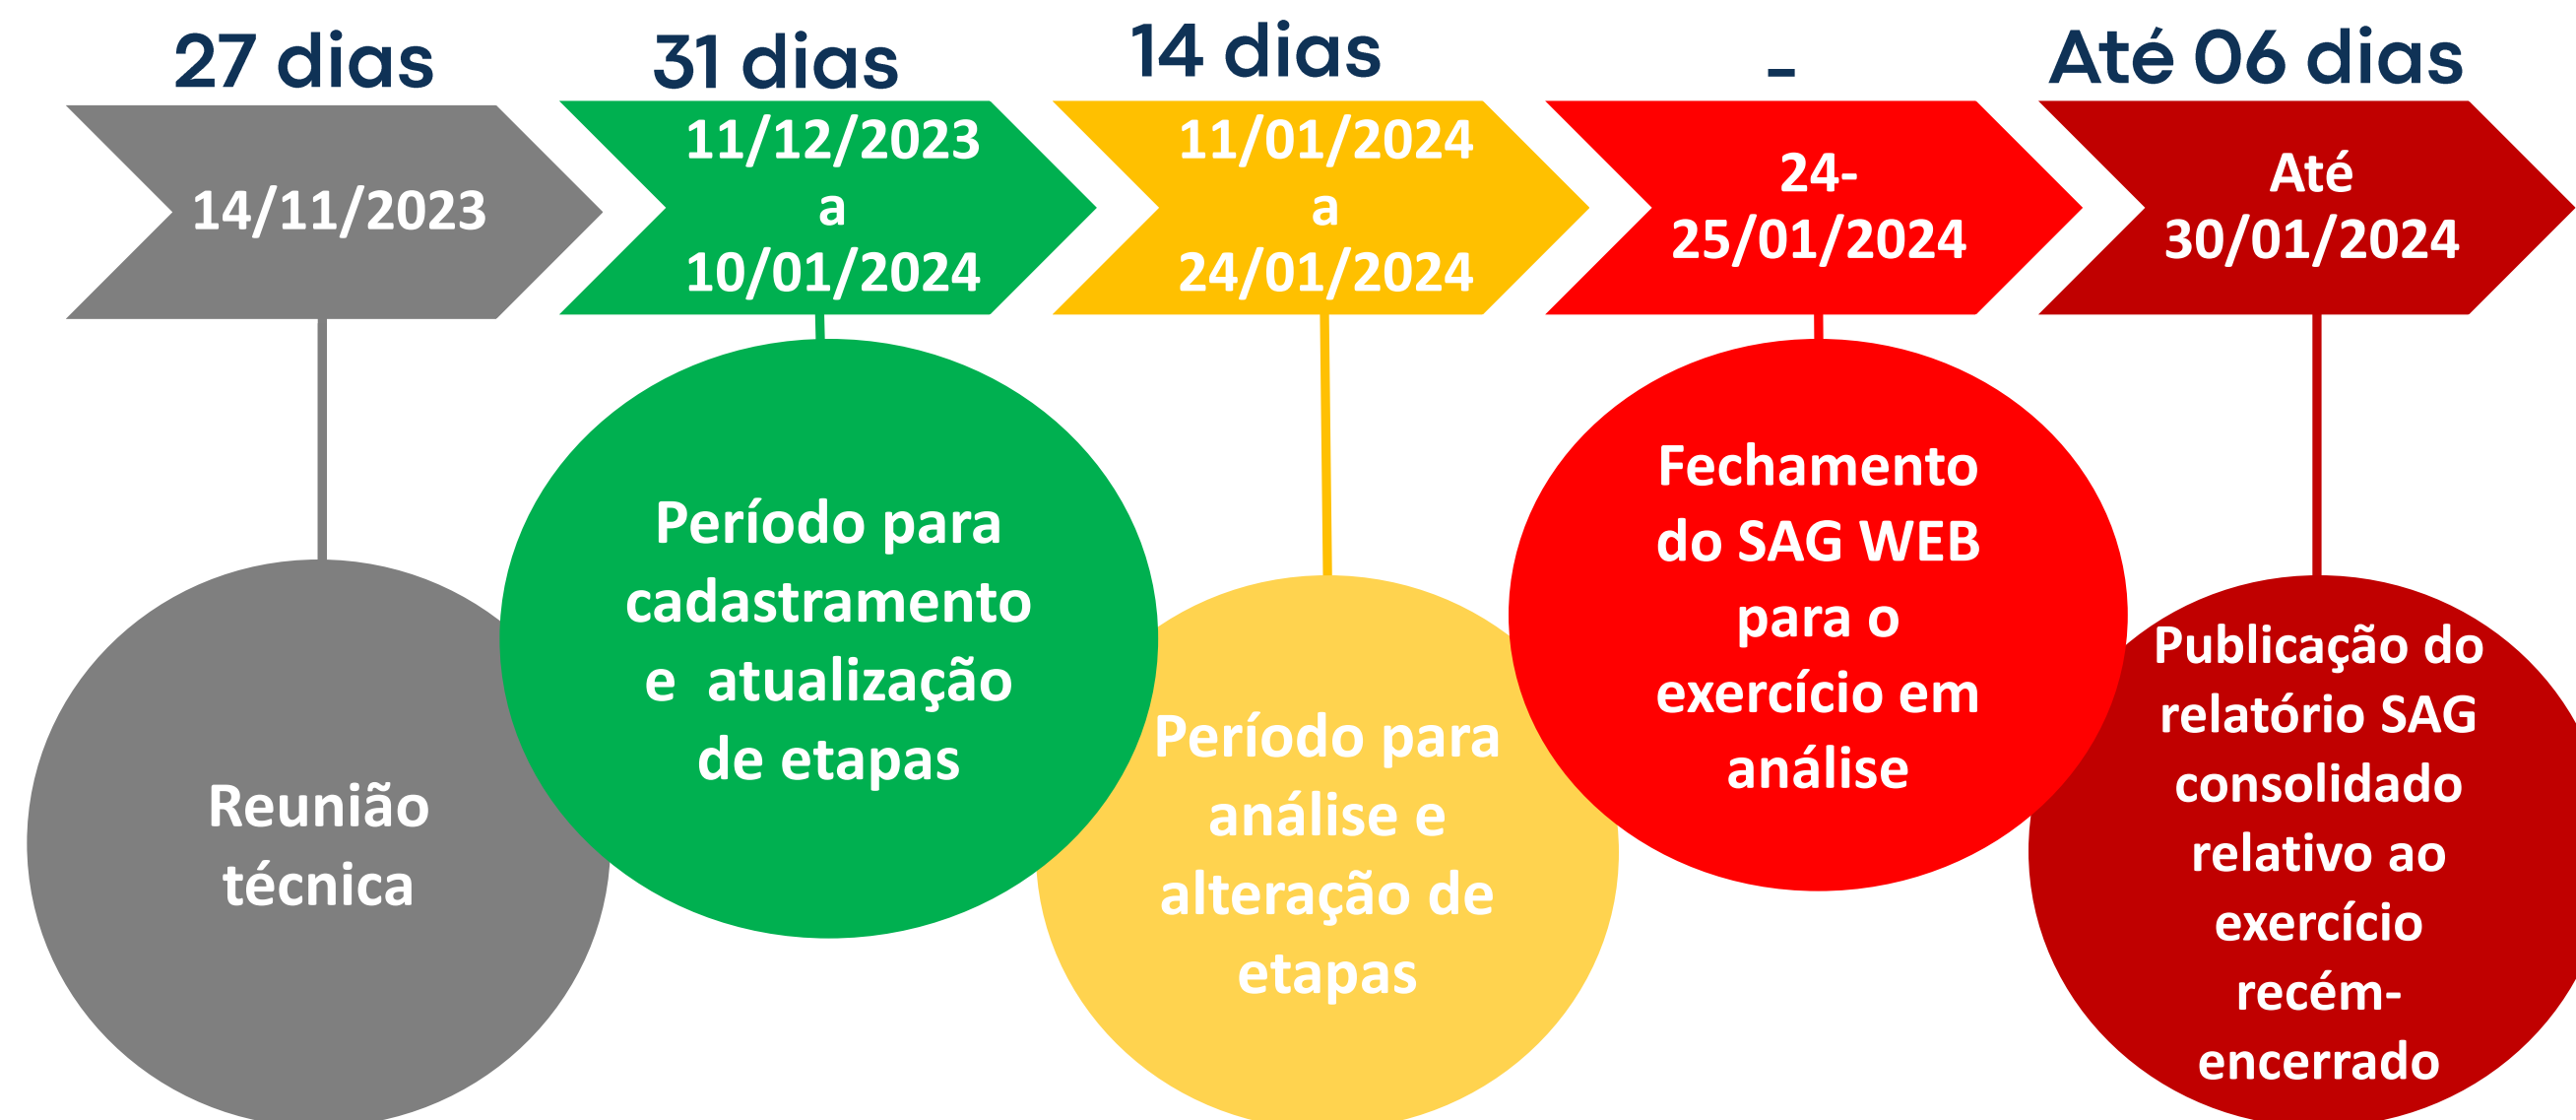 27 dias
31 dias
14 dias
-
Até 06 dias
14/11/2023
11/12/2023
a
10/01/2024
11/01/2024
a
24/01/2024
24-
25/01/2024
Até
30/01/2024
Reunião
técnica
Período para
cadastramento
e  atualização
de etapas
Período para
análise e
alteração de
etapas
Fechamento
do SAG WEB
para o
exercício em
análise
Publicação do
relatório SAG
consolidado
relativo ao
exercício
recém-
encerrado